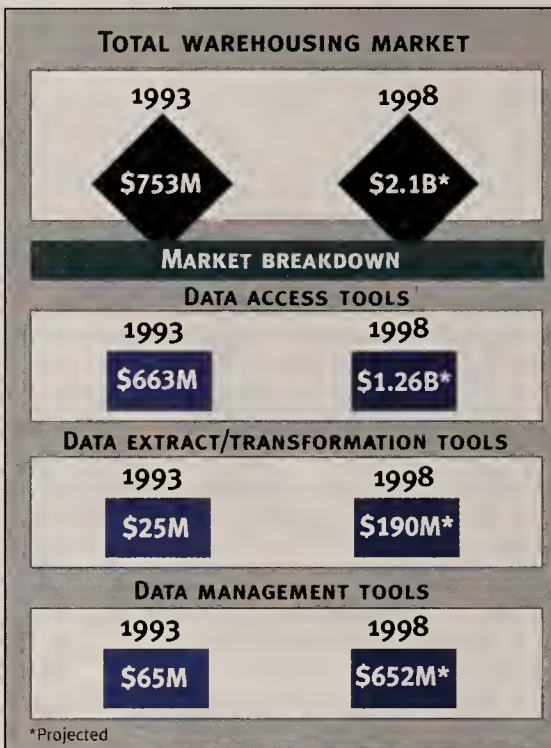 TOTAL WAREHOUSING MARKET
1993 1998
$753M $2.1B*
MARKET BREAKDOWN
DATA ACCESS TOOLS
1993 1998
$663M $1.26B*
DATA EXTRACT/TRANSFORMATION TOOLS
1993 1998
$25M $190M*
DATA MANAGEMENT TOOLS
1993 1998
$65M $652M*
*Projected